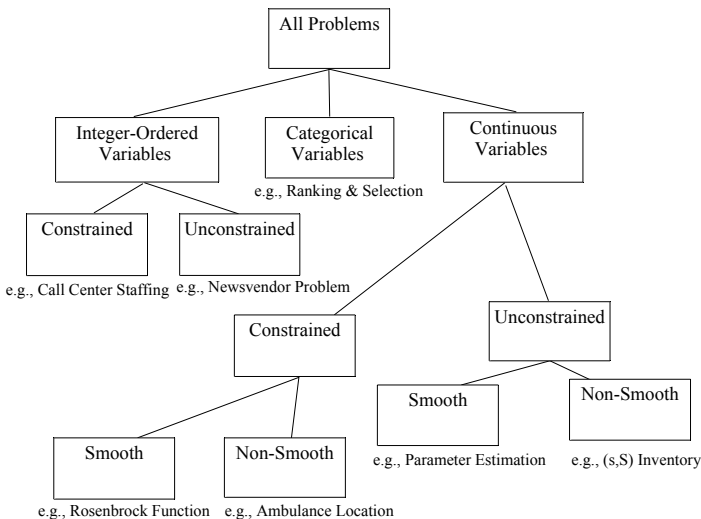 All Problems
Integer-Ordered
Variables
Categorical
Variables
e.g., Ranking & Selection
Continuous
Variables
Constrained
e.g., Call Center Staffing
Unconstrained
e.g., Newsvendor Problem
Constrained
Unconstrained
Smooth
e.g., Parameter Estimation
Non-Smooth
e.g., (s,S) Inventory
Smooth
e.g., Rosenbrock Function
Non-Smooth
e.g., Ambulance Location